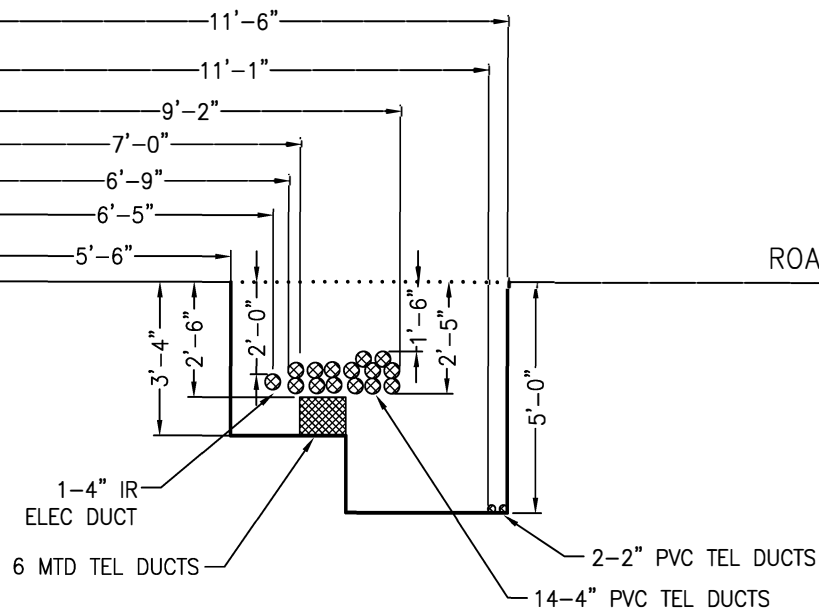 11'-6"
11'-1"
9'-2"
7'-0"
6'-9"
6'-5"
5'-6"
ROA
3'-4"
2'-6"
2'-0"
1'-6"
2'-5"
5'-0"
1-4" IR
ELEC DUCT
6 MTD TEL DUCTS
2-2" PVC TEL DUCTS
14-4" PVC TEL DUCTS